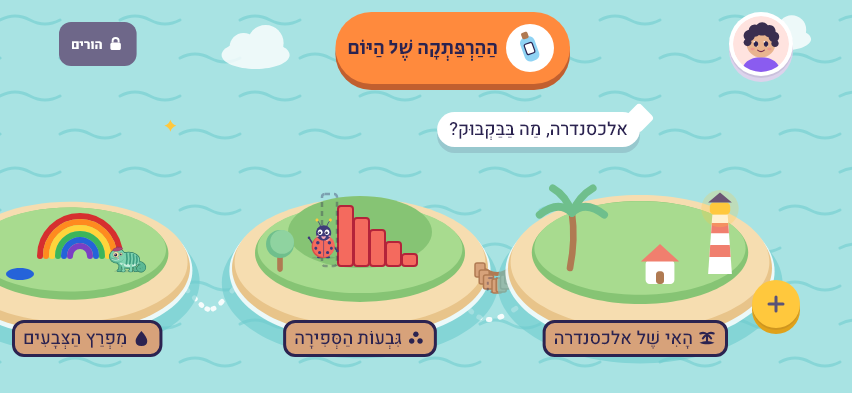 הַהַרְפַּתְקָה שֶׁל הַיּוֹם
הורים
אלכסנדרה, מַה בַּבַּקְבּוּק?
הָאִי שֶׁל אלכסנדרה
גִּבְעוֹת הַסְּפִירָה
מִפְרַץ הַצְּבָעִים